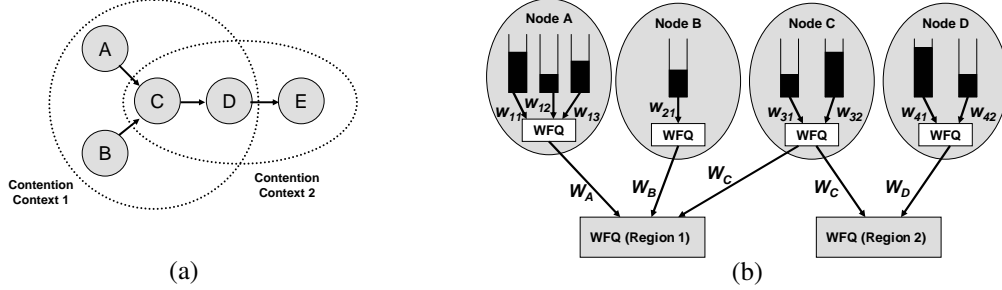 A
B
C
D
E
Contention
Context 1
Contention
Context 2
(a)
Node A
Node B
Node C
Node D
w11
w12
w13
w21
w31
w32
w41
w42
WFQ
WFQ
WFQ
WFQ
WA
WB
WC
WC
WD
WFQ (Region 1)
WFQ (Region 2)
(b)